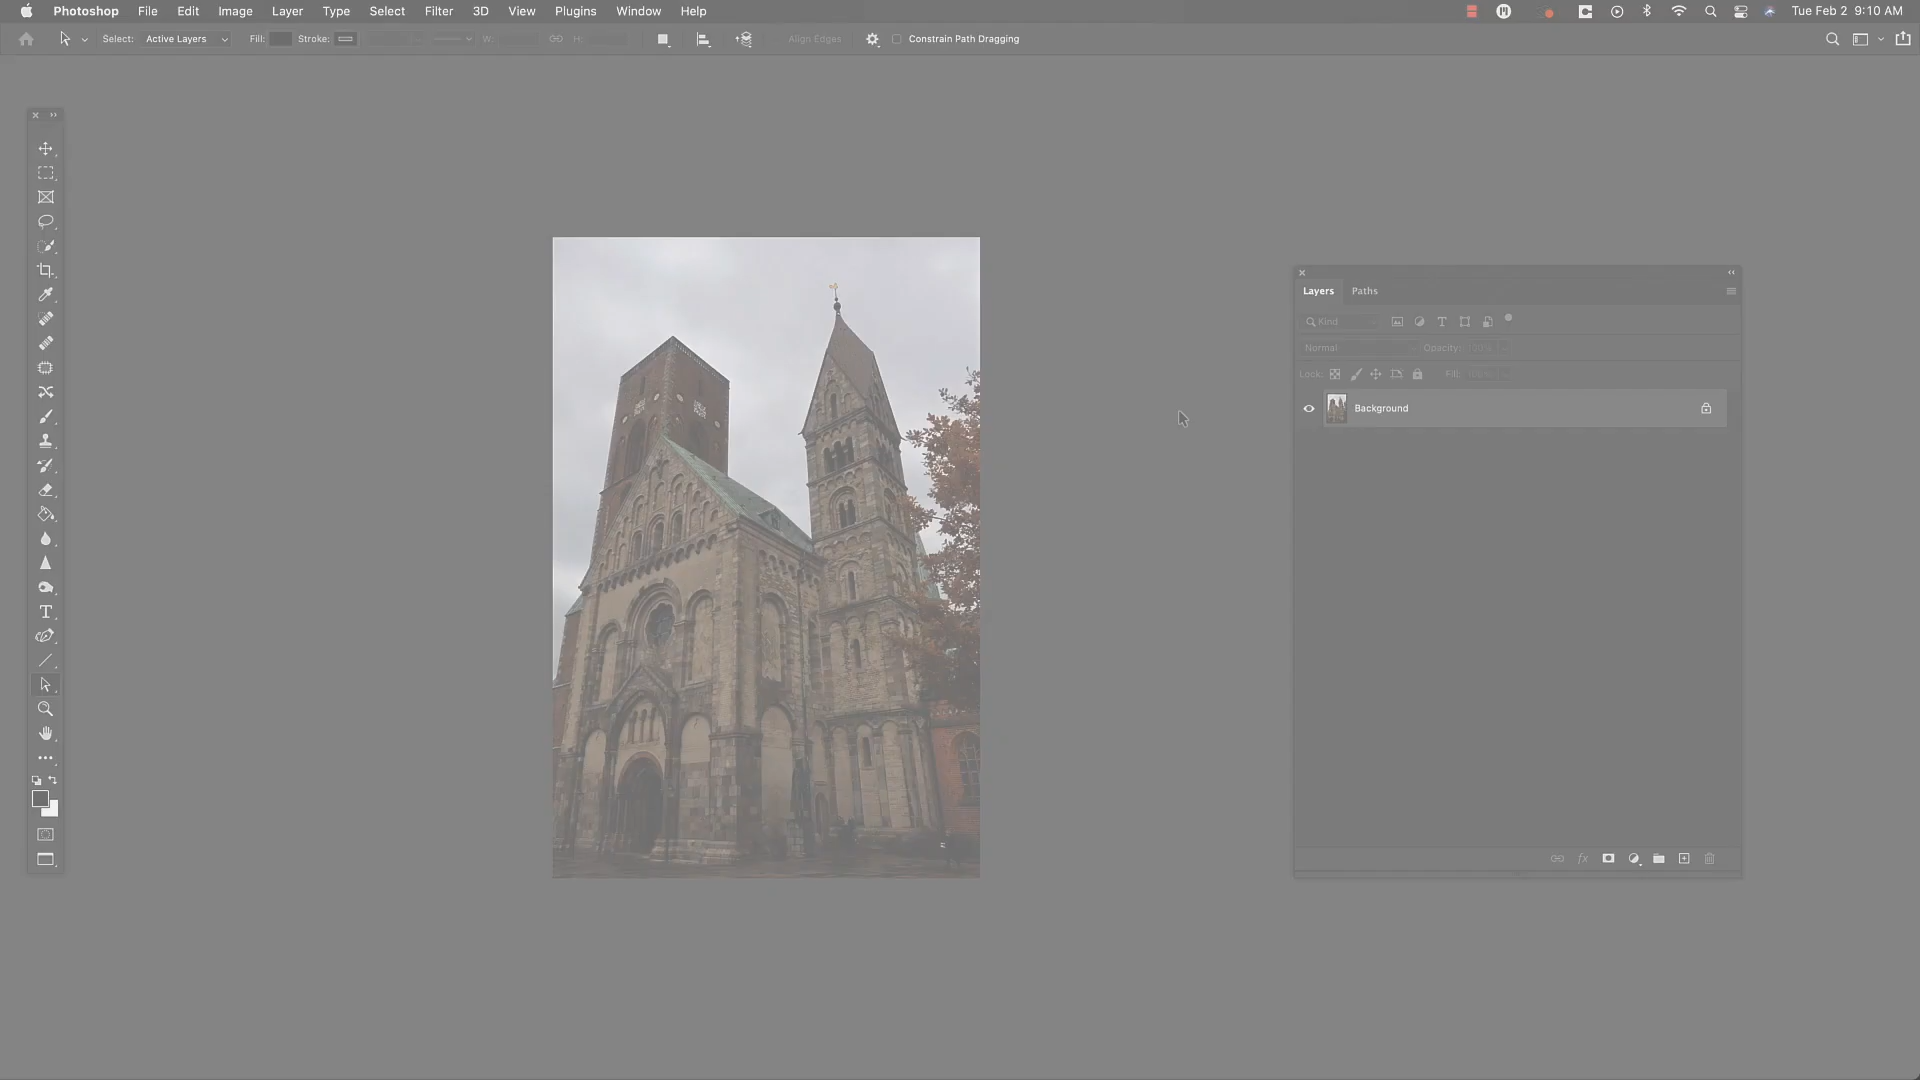 Photoshop File Edit Image Layer Type Select Filter 3D View Plugins Window Help Tue Feb 2 9:10 AM
Select: Active Layers Fill: Stroke: W: H: Align Edges Constrain Path Dragging
Layers Paths
Kind
Normal Opacity: 100%
Lock: Fill:
Background